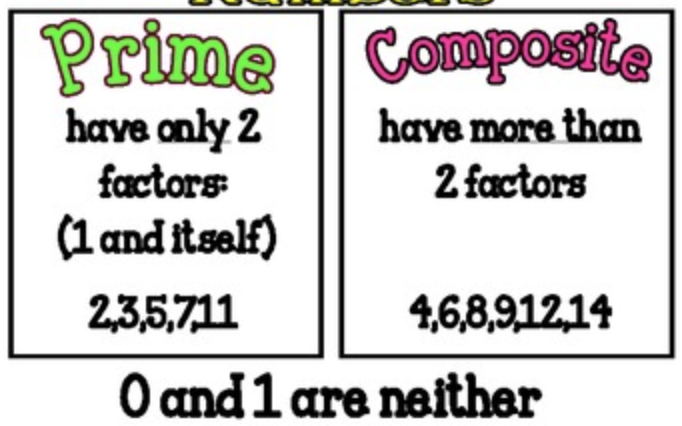 Numbers
Prime
have only 2
factors:
(1 and itself)
2,3,5,7,11
Composite
have more than
2 factors
4,6,8,9,12,14
0 and 1 are neither